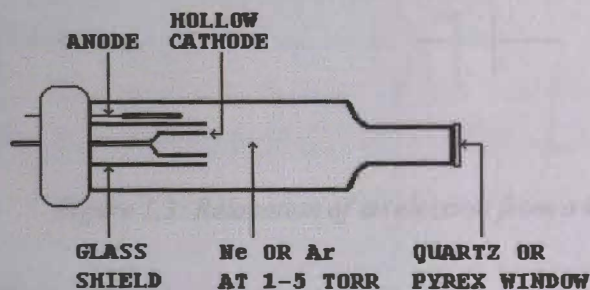 HOLLOW
ANODE CATHODE
GLASS Ne OR Ar QUARTZ OR
SHIELD AT 1-5 TORR PYREX WINDOW